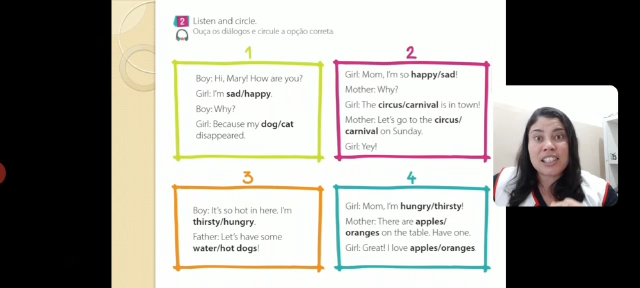 2 Listen and circle.
Ouça os diálogos e circule a opção correta.
1
Boy: Hi, Mary! How are you?
Girl: I'm sad/happy.
Boy: Why?
Girl: Because my dog/cat
disappeared.
2
Girl: Mom, I'm so happy/sad!
Mother: Why?
Girl: The circus/carnival is in town!
Mother: Let's go to the circus/
carnival on Sunday.
Girl: Yey!
3
Boy: It's so hot in here. I'm
thirsty/hungry.
Father: Let's have some
water/hot dogs!
4
Girl: Mom, I'm hungry/thirsty!
Mother: There are apples/
oranges on the table. Have one.
Girl: Great! I love apples/oranges.